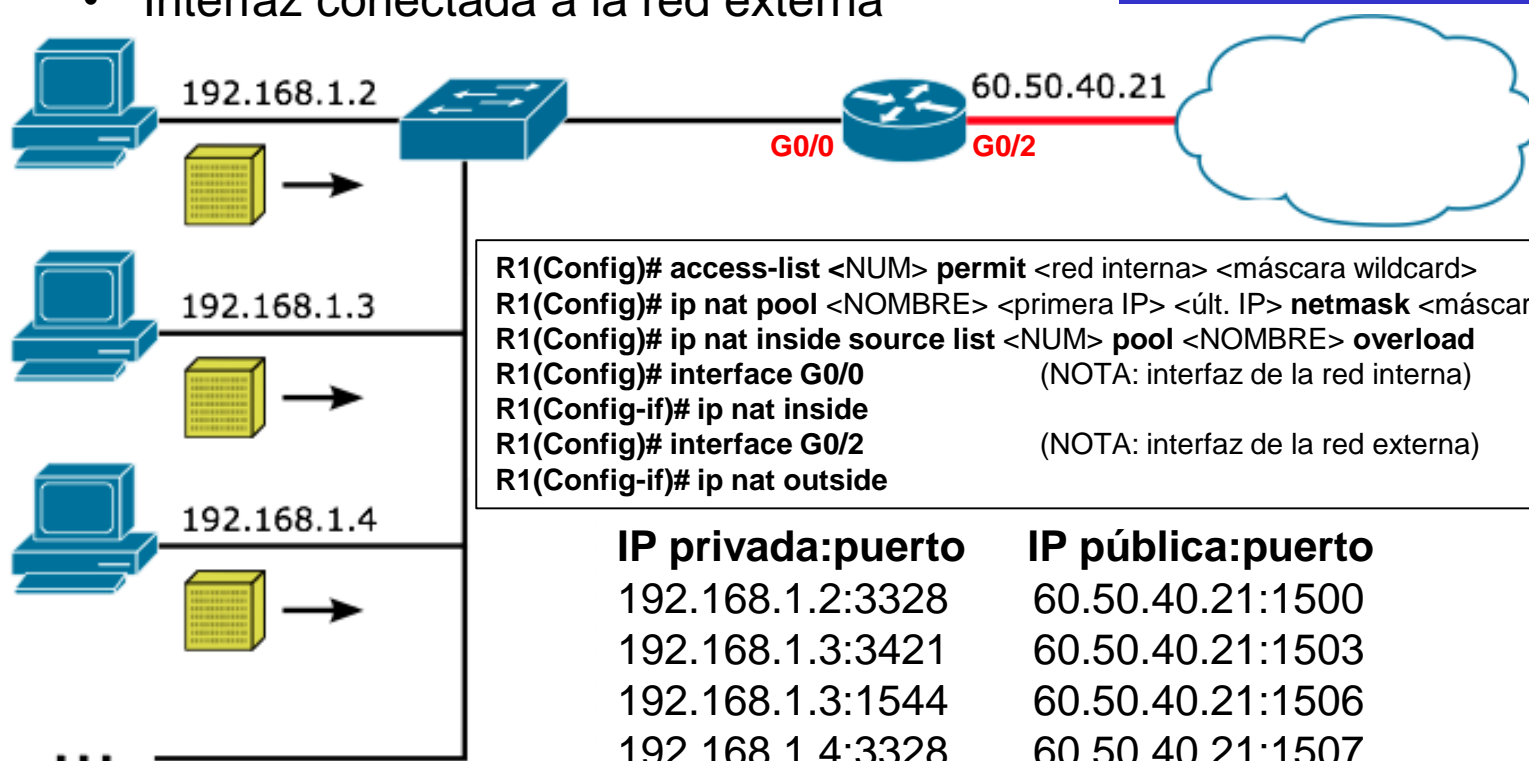 • Interfaz conectada a la red externa
192.168.1.2
60.50.40.21
G0/0
G0/2
R1(Config)# access-list <NUM> permit <red interna> <máscara wildcard>
192.168.1.3
R1(Config)# ip nat pool <NOMBRE> <primera IP> <últ. IP> netmask <máscar
R1(Config)# ip nat inside source list <NUM> pool <NOMBRE> overload
R1(Config)# interface G0/0 (NOTA: interfaz de la red interna)
R1(Config-if)# ip nat inside
R1(Config)# interface G0/2 (NOTA: interfaz de la red externa)
R1(Config-if)# ip nat outside
192.168.1.4
IP privada:puerto IP pública:puerto
192.168.1.2:3328 60.50.40.21:1500
192.168.1.3:3421 60.50.40.21:1503
192.168.1.3:1544 60.50.40.21:1506
192.168.1.4:3328 60.50.40.21:1507
...